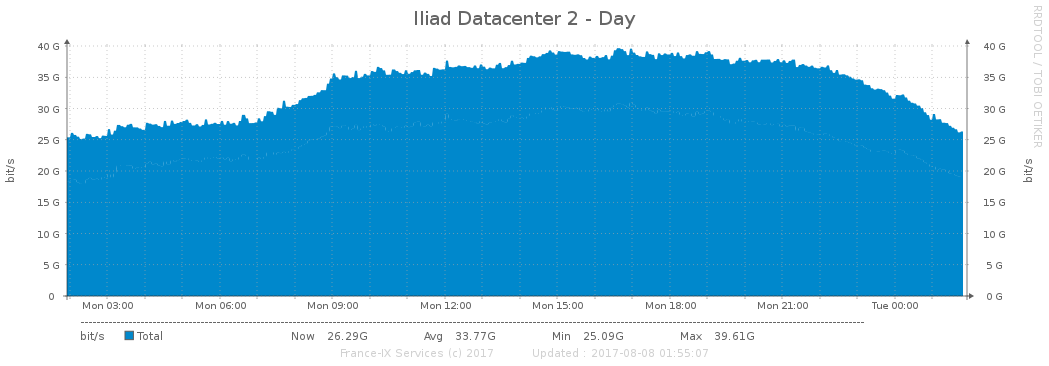 Iliad Datacenter 2 - Day
RRDTOOL / TOBI OETIKER
40 G 40 G
35 G 35 G
30 G 30 G
25 G 25 G
20 G 20 G
15 G 15 G
10 G 10 G
5 G 5 G
0 0 G
bit/s bit/s
Mon 03:00 Mon 06:00 Mon 09:00 Mon 12:00 Mon 15:00 Mon 18:00 Mon 21:00 Tue 00:00
bit/s Total Now 26.29G Avg 33.77G Min 25.09G Max 39.61G
France-IX Services (c) 2017 Updated : 2017-08-08 01:55:07